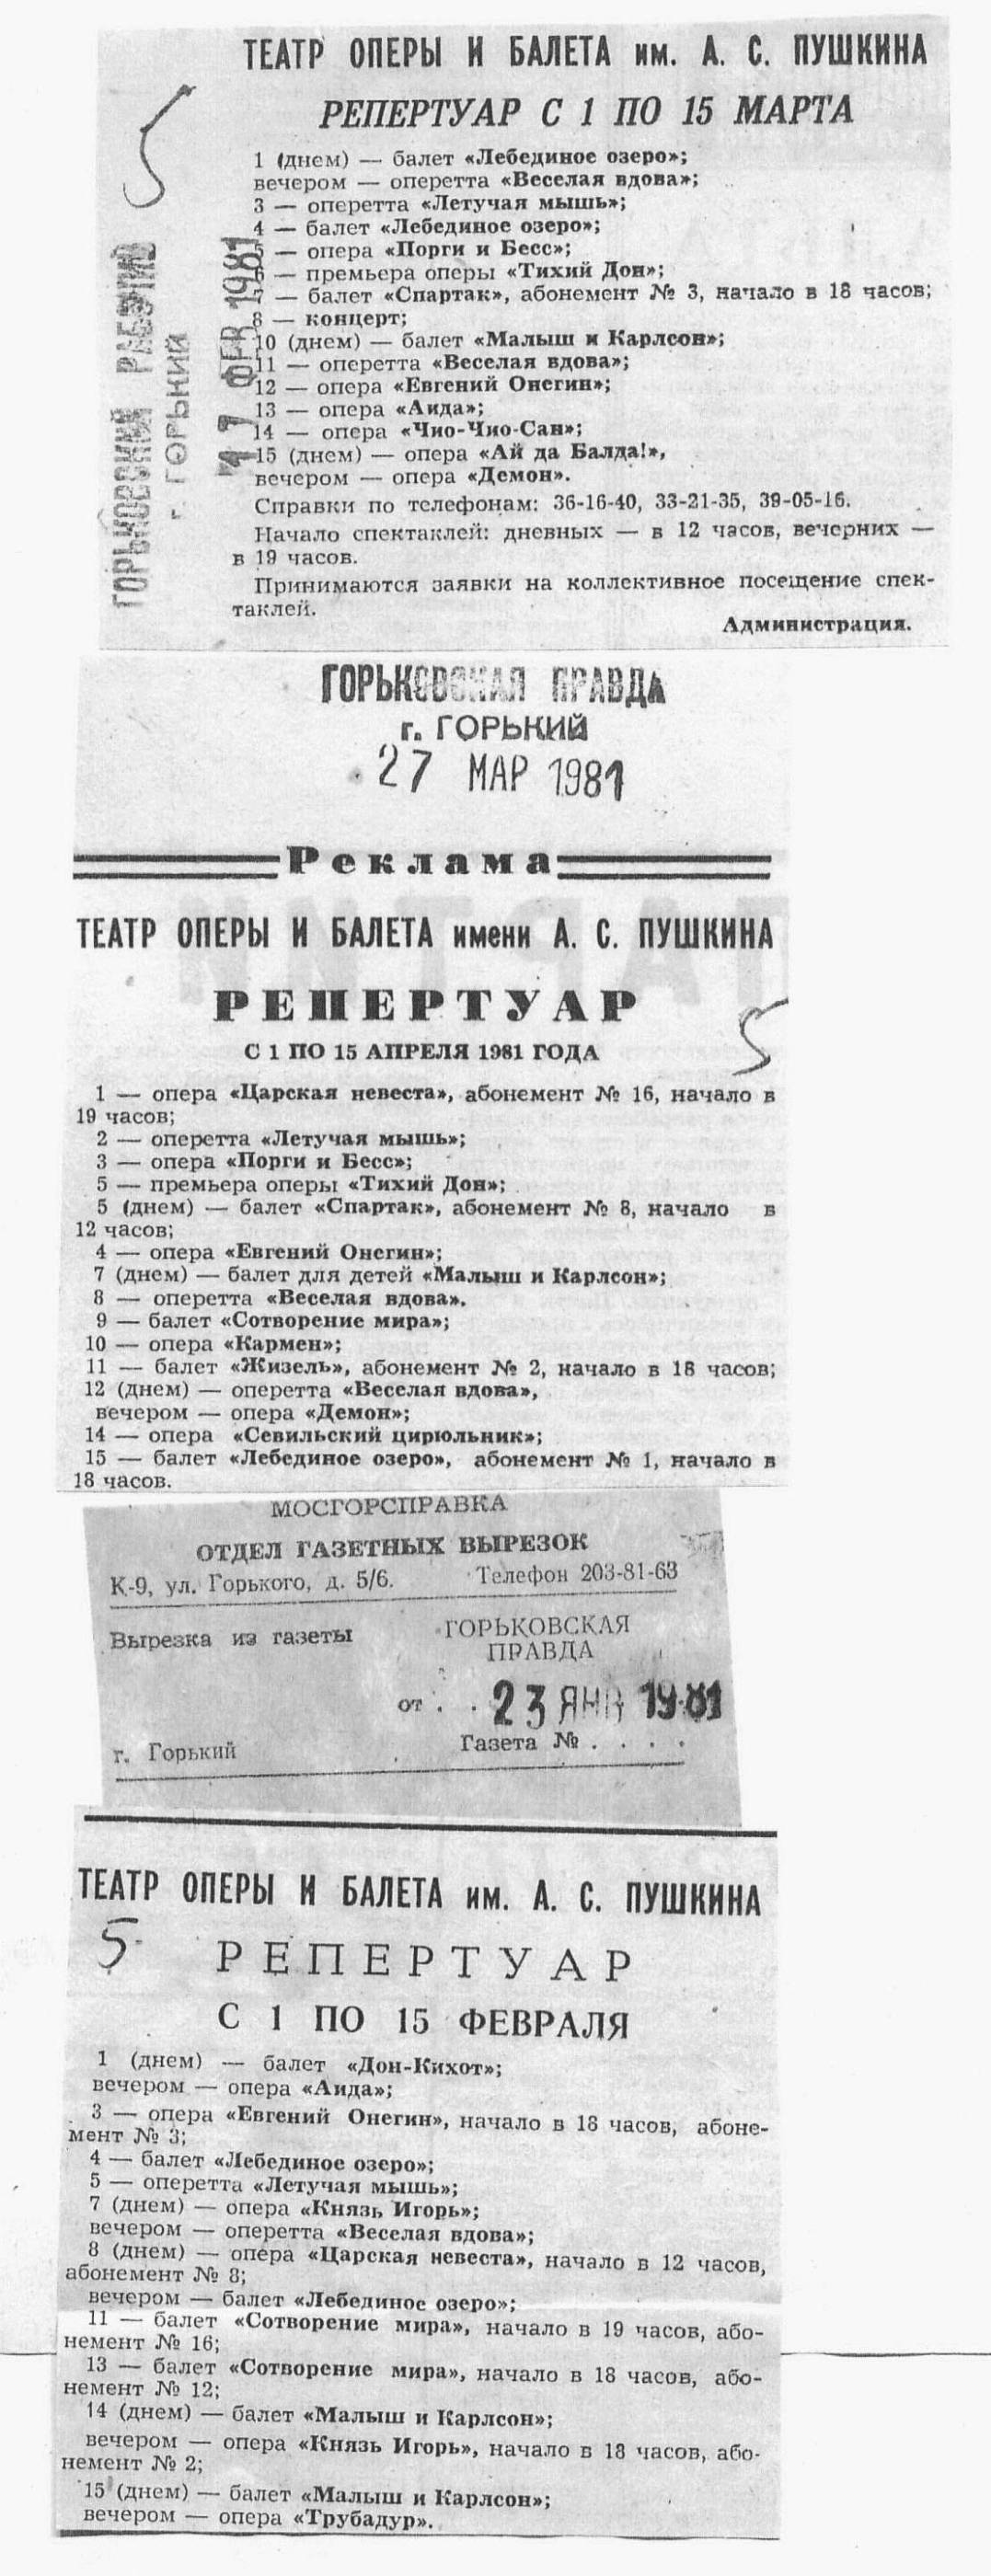 ТЕАТР ОПЕРЫ И БАЛЕТА им. А. С. ПУШКИНА
РЕПЕРТУАР С 1 ПО 15 МАРТА
5
1 (днем) — балет «Лебединое озеро»;
вечером — оперетта «Веселая вдова»;
3 — оперетта «Летучая мышь»;
4 — балет «Лебединое озеро»;
5 — опера «Порги и Бесс»;
6 — премьера оперы «Тихий Дон»;
7 — балет «Спартак», абонемент № 3, начало в 18 часов;
8 — концерт;
10 (днем) — балет «Малыш и Карлсон»;
11 — оперетта «Веселая вдова»;
12 — опера «Евгений Онегин»;
13 — опера «Аида»;
14 — опера «Чио-Чио-Сан»;
15 (днем) — опера «Ай да Балда!»,
вечером — опера «Демон».
Справки по телефонам: 36-16-40, 33-21-35, 39-05-16.
Начало спектаклей: дневных — в 12 часов, вечерних —
в 19 часов.
Принимаются заявки на коллективное посещение спек-
таклей.
Администрация.
ГОРЬКОВСКИЙ РАБОЧИЙ
г. ГОРЬКИЙ
17 ФЕВ 1981
ГОРЬКОВСКАЯ ПРАВДА
г. ГОРЬКИЙ
27 МАР 1981
Реклама
ТЕАТР ОПЕРЫ И БАЛЕТА имени А. С. ПУШКИНА
РЕПЕРТУАР
5
С 1 ПО 15 АПРЕЛЯ 1981 ГОДА
1 — опера «Царская невеста», абонемент № 16, начало в
19 часов;
2 — оперетта «Летучая мышь»;
3 — опера «Порги и Бесс»;
5 — премьера оперы «Тихий Дон»;
5 (днем) — балет «Спартак», абонемент № 8, начало в
12 часов;
4 — опера «Евгений Онегин»;
7 (днем) — балет для детей «Малыш и Карлсон»;
8 — оперетта «Веселая вдова».
9 — балет «Сотворение мира»;
10 — опера «Кармен»;
11 — балет «Жизель», абонемент № 2, начало в 18 часов;
12 (днем) — оперетта «Веселая вдова»,
вечером — опера «Демон»;
14 — опера «Севильский цирюльник»;
15 — балет «Лебединое озеро», абонемент № 1, начало в
18 часов.
МОСГОРСПРАВКА
ОТДЕЛ ГАЗЕТНЫХ ВЫРЕЗОК
К-9, ул. Горького, д. 5/6. Телефон 203-81-63
Вырезка из газеты ГОРЬКОВСКАЯ
ПРАВДА
от . . 23 ЯНВ 1981
г. Горький Газета № . . . .
ТЕАТР ОПЕРЫ И БАЛЕТА им. А. С. ПУШКИНА
5
РЕПЕРТУАР
С 1 ПО 15 ФЕВРАЛЯ
1 (днем) — балет «Дон-Кихот»;
вечером — опера «Аида»;
3 — опера «Евгений Онегин», начало в 18 часов, абоне-
мент № 3;
4 — балет «Лебединое озеро»;
5 — оперетта «Летучая мышь»;
7 (днем) — опера «Князь Игорь»;
вечером — оперетта «Веселая вдова»;
8 (днем) — опера «Царская невеста», начало в 12 часов,
абонемент № 8;
вечером — балет «Лебединое озеро»;
11 — балет «Сотворение мира», начало в 19 часов, або-
немент № 16;
13 — балет «Сотворение мира», начало в 18 часов, або-
немент № 12;
14 (днем) — балет «Малыш и Карлсон»;
вечером — опера «Князь Игорь», начало в 18 часов, або-
немент № 2;
15 (днем) — балет «Малыш и Карлсон»;
вечером — опера «Трубадур».